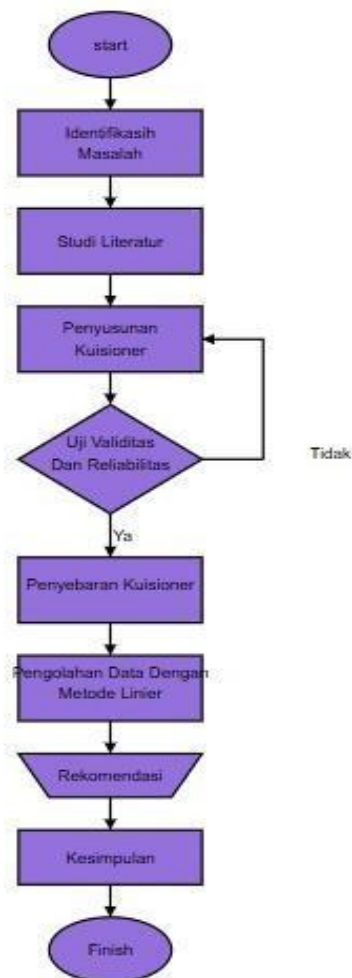 start
Identifikasih
Masalah
Studi Literatur
Penyusunan
Kuisioner
Uji Validitas
Dan Reliabilitas
Tidak
Ya
Penyebaran Kuisioner
Pengolahan Data Dengan
Metode Linier
Rekomendasi
Kesimpulan
Finish